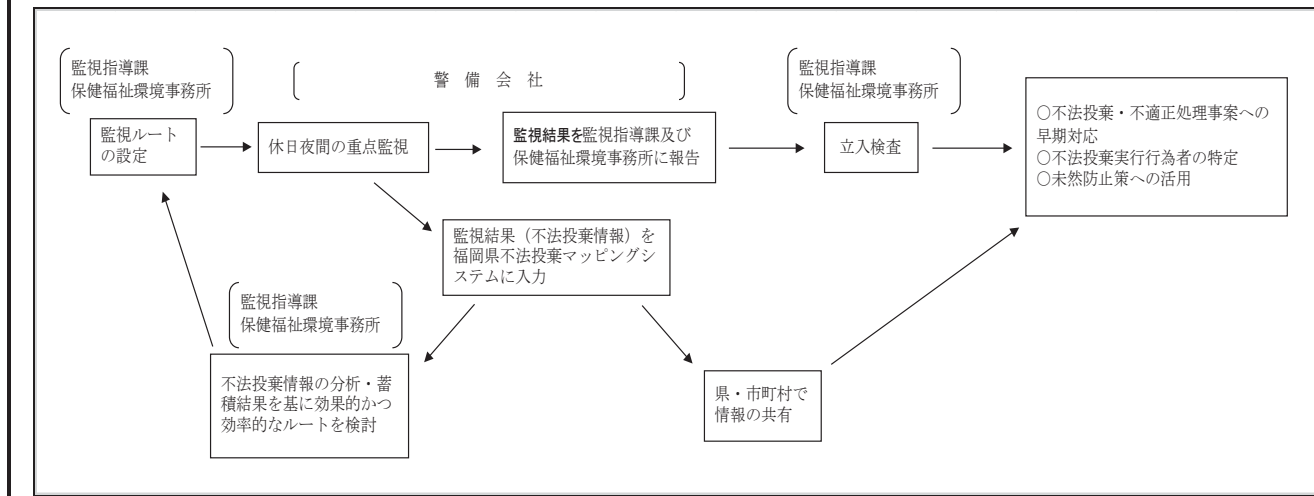 監視指導課
保健福祉環境事務所
警　備　会　社
監視指導課
保健福祉環境事務所
監視ルート
の設定
休日夜間の重点監視
監視結果を監視指導課及び
保健福祉環境事務所に報告
立入検査
○不法投棄・不適正処理事案への
早期対応
○不法投棄実行行為者の特定
○未然防止策への活用
監視結果（不法投棄情報）を
福岡県不法投棄マッピングシ
ステムに入力
監視指導課
保健福祉環境事務所
不法投棄情報の分析・蓄
積結果を基に効果的かつ
効率的なルートを検討
県・市町村で
情報の共有